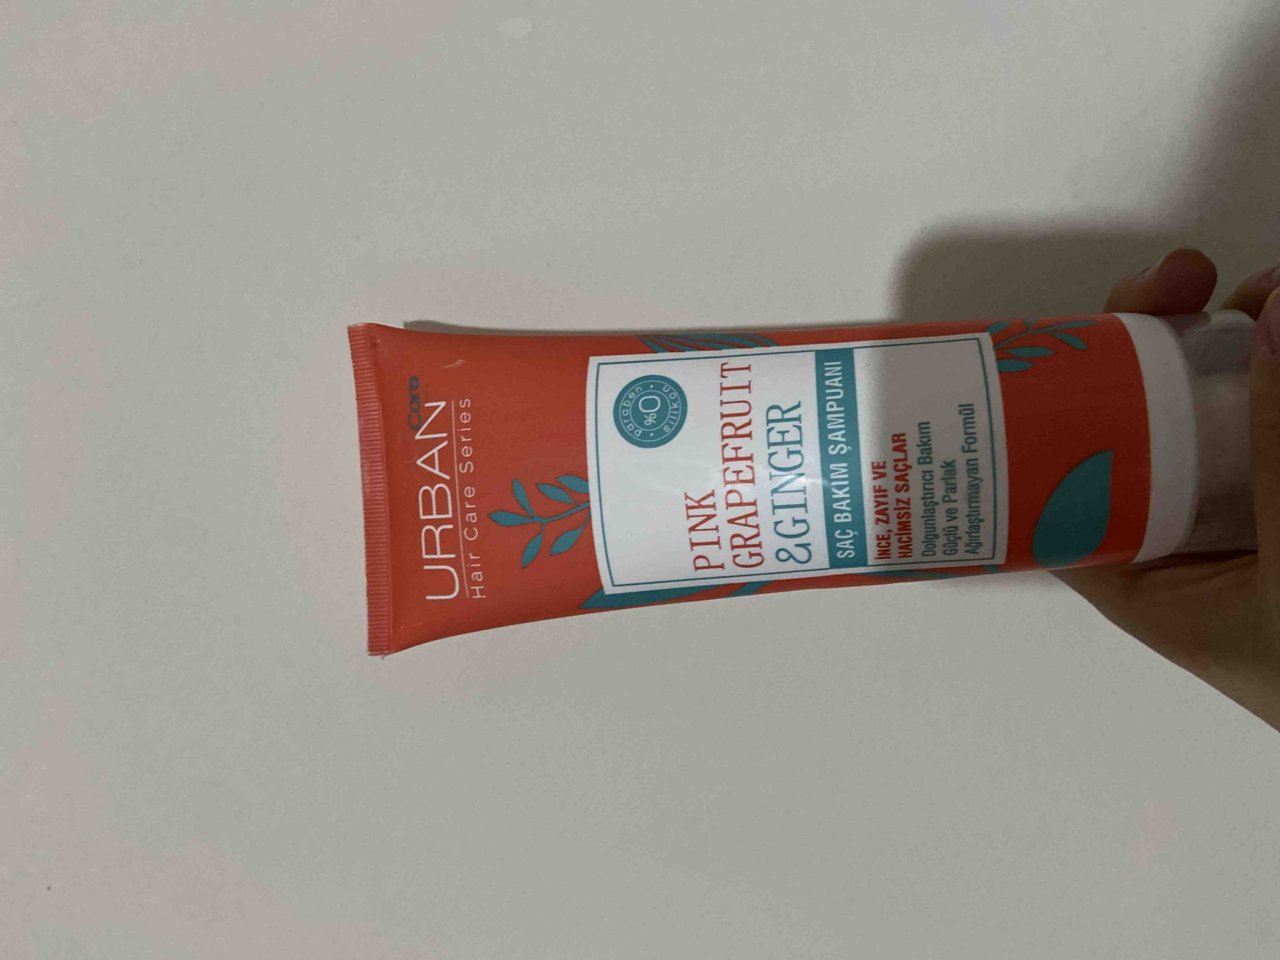 URBAN Care
Hair Care Series
paraben
%0
silikon
PINK
GRAPEFRUIT
&GINGER
SAÇ BAKIM ŞAMPUANI
İNCE, ZAYIF VE
HACİMSİZ SAÇLAR
Dolgunlaştırıcı Bakım
Güçlü ve Parlak
Ağırlaştırmayan Formül